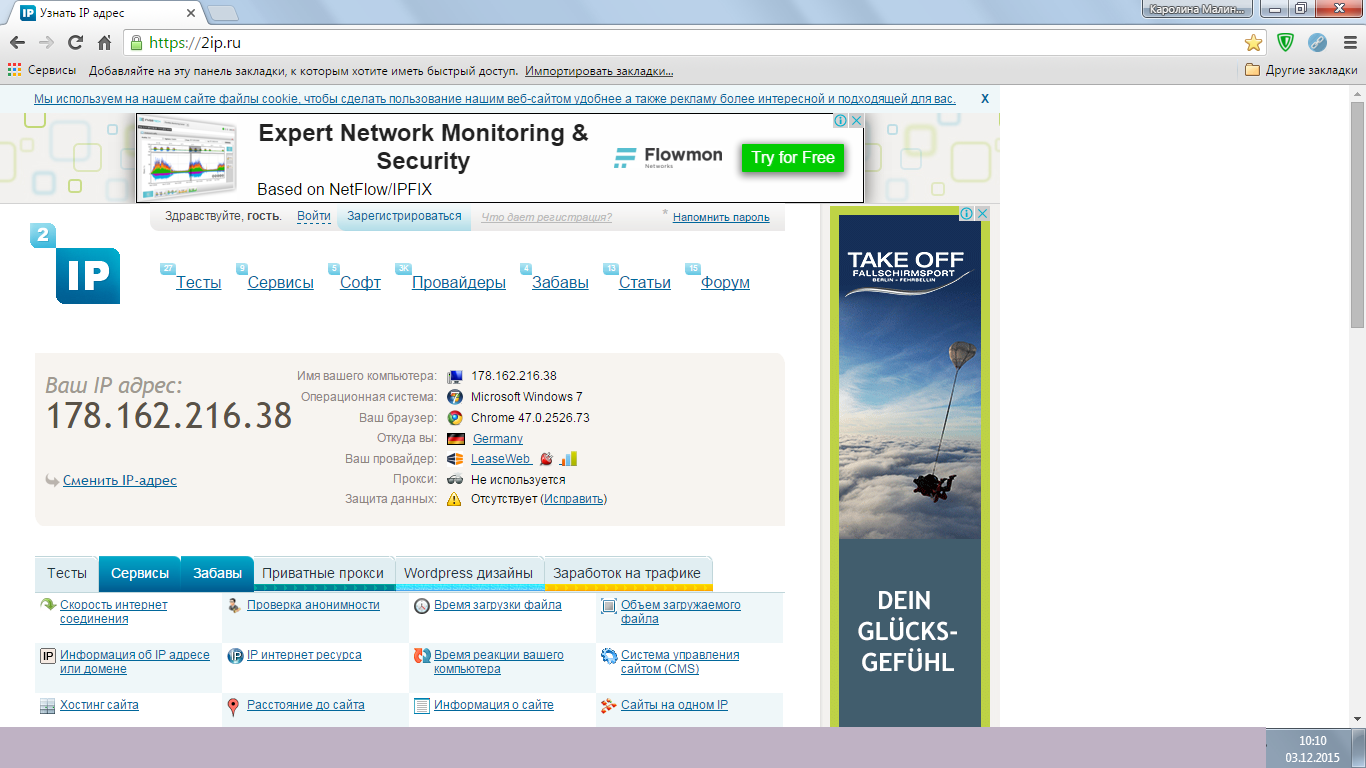 Узнать IP адрес
Каролина Малин...
https://2ip.ru
Сервисы
Добавляйте на эту панель закладки, к которым хотите иметь быстрый доступ. Импортировать закладки...
Другие закладки
Мы используем на нашем сайте файлы cookie, чтобы сделать пользование нашим веб-сайтом удобнее а также рекламу более интересной и подходящей для вас.
X
Expert Network Monitoring &
Security
Based on NetFlow/IPFIX
Flowmon
Networks
Try for Free
Здравствуйте, гость. Войти Зарегистрироваться Что дает регистрация? * Напомнить пароль
2
IP
27 Тесты 9 Сервисы 5 Софт 3K Провайдеры 4 Забавы 13 Статьи 15 Форум
Ваш IP адрес:
178.162.216.38
Сменить IP-адрес
Имя вашего компьютера: 178.162.216.38
Операционная система: Microsoft Windows 7
Ваш браузер: Chrome 47.0.2526.73
Откуда вы: Germany
Ваш провайдер: LeaseWeb
Прокси: Не используется
Защита данных: Отсутствует (Исправить)
Тесты Сервисы Забавы Приватные прокси Wordpress дизайны Заработок на трафике
Скорость интернет
соединения
Проверка анонимности
Время загрузки файла
Объем загружаемого
файла
Информация об IP адресе
или домене
IP интернет ресурса
Время реакции вашего
компьютера
Система управления
сайтом (CMS)
Хостинг сайта
Расстояние до сайта
Информация о сайте
Сайты на одном IP
TAKE OFF
FALLSCHIRMSPORT
BERLIN - FEHRBELLIN
DEIN
GLÜCKS-
GEFÜHL
10:10
03.12.2015